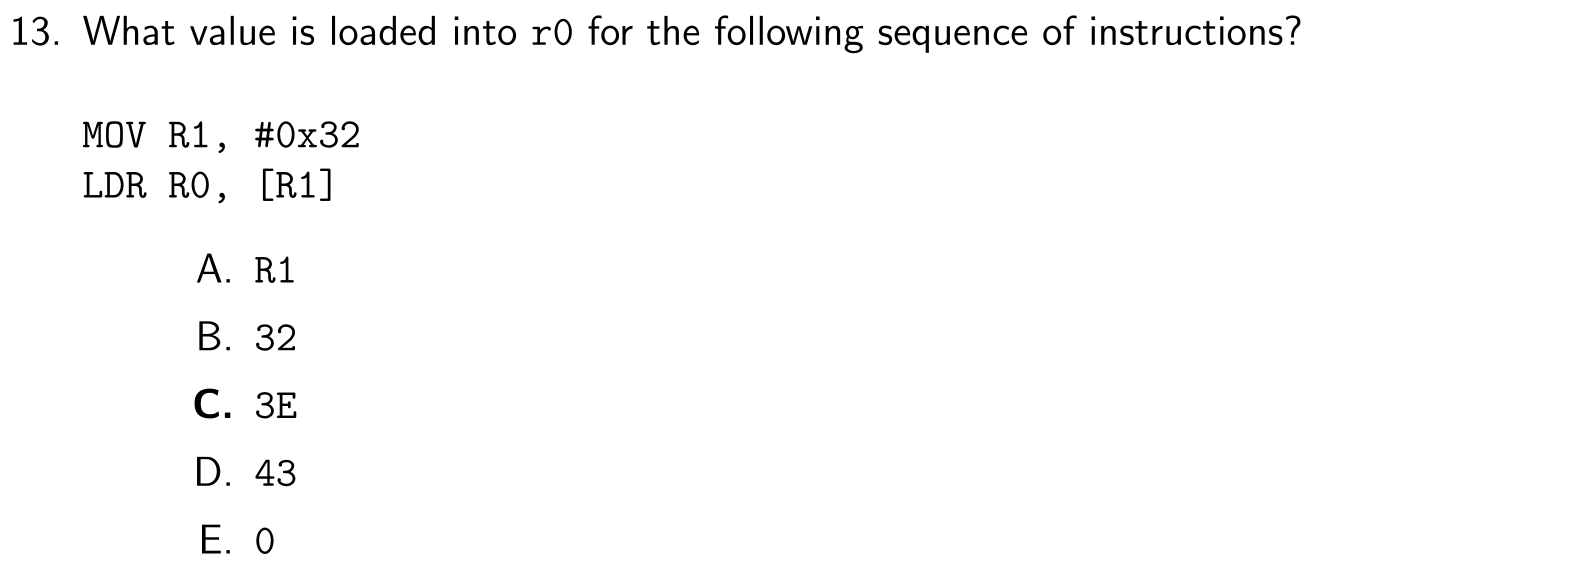 13. What value is loaded into r0 for the following sequence of instructions?
MOV R1, #0x32
LDR R0, [R1]
A. R1
B. 32
C. 3E
D. 43
E. 0